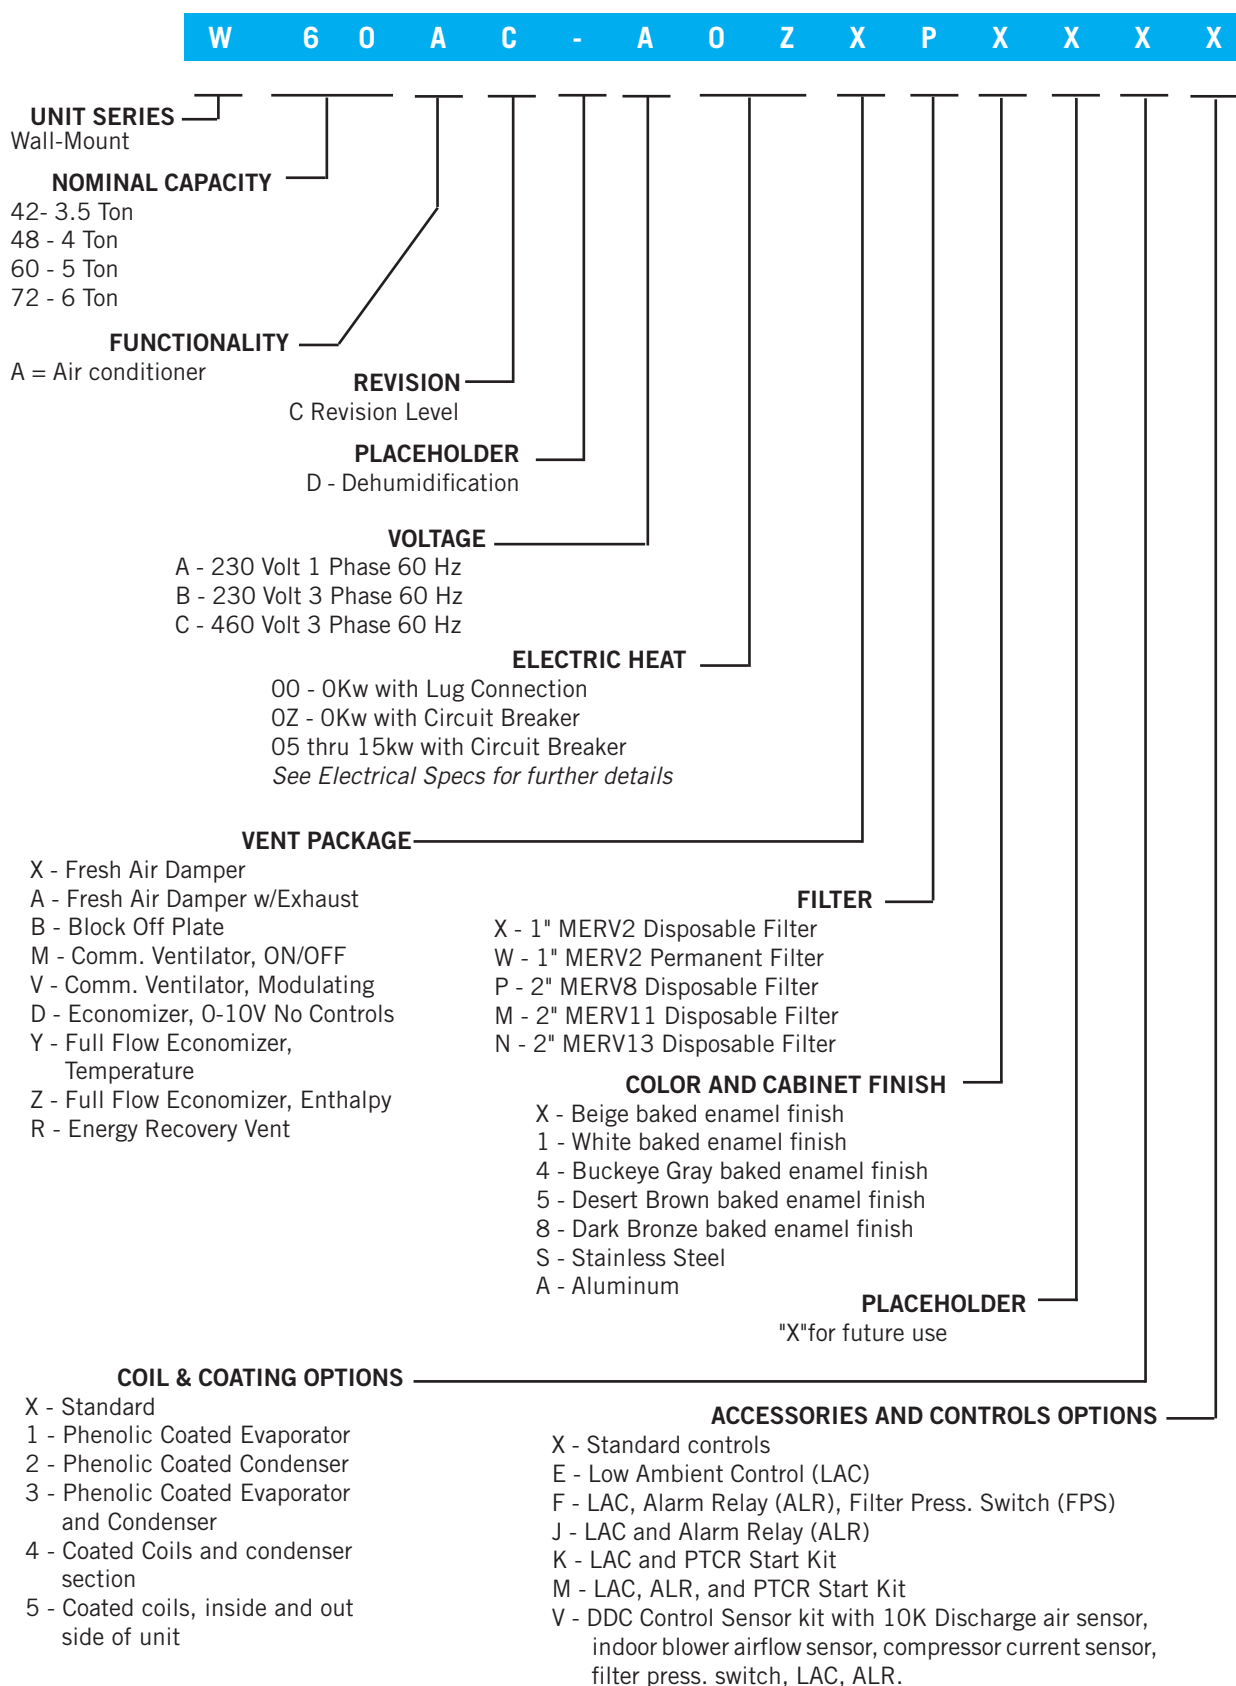 W 60 A C - A 0Z X P X X X X
UNIT SERIES
Wall-Mount
NOMINAL CAPACITY
42- 3.5 Ton
48 - 4 Ton
60 - 5 Ton
72 - 6 Ton
FUNCTIONALITY
A = Air conditioner
REVISION
C Revision Level
PLACEHOLDER
D - Dehumidification
VOLTAGE
A - 230 Volt 1 Phase 60 Hz
B - 230 Volt 3 Phase 60 Hz
C - 460 Volt 3 Phase 60 Hz
ELECTRIC HEAT
00 - 0Kw with Lug Connection
0Z - 0Kw with Circuit Breaker
05 thru 15kw with Circuit Breaker
See Electrical Specs for further details
VENT PACKAGE
X - Fresh Air Damper
A - Fresh Air Damper w/Exhaust
B - Block Off Plate
M - Comm. Ventilator, ON/OFF
V - Comm. Ventilator, Modulating
D - Economizer, 0-10V No Controls
Y - Full Flow Economizer,
Temperature
Z - Full Flow Economizer, Enthalpy
R - Energy Recovery Vent
FILTER
X - 1" MERV2 Disposable Filter
W - 1" MERV2 Permanent Filter
P - 2" MERV8 Disposable Filter
M - 2" MERV11 Disposable Filter
N - 2" MERV13 Disposable Filter
COLOR AND CABINET FINISH
X - Beige baked enamel finish
1 - White baked enamel finish
4 - Buckeye Gray baked enamel finish
5 - Desert Brown baked enamel finish
8 - Dark Bronze baked enamel finish
S - Stainless Steel
A - Aluminum
PLACEHOLDER
"X"for future use
COIL & COATING OPTIONS
X - Standard
1 - Phenolic Coated Evaporator
2 - Phenolic Coated Condenser
3 - Phenolic Coated Evaporator
and Condenser
4 - Coated Coils and condenser
section
5 - Coated coils, inside and out
side of unit
ACCESSORIES AND CONTROLS OPTIONS
X - Standard controls
E - Low Ambient Control (LAC)
F - LAC, Alarm Relay (ALR), Filter Press. Switch (FPS)
J - LAC and Alarm Relay (ALR)
K - LAC and PTCR Start Kit
M - LAC, ALR, and PTCR Start Kit
V - DDC Control Sensor kit with 10K Discharge air sensor,
indoor blower airflow sensor, compressor current sensor,
filter press. switch, LAC, ALR.